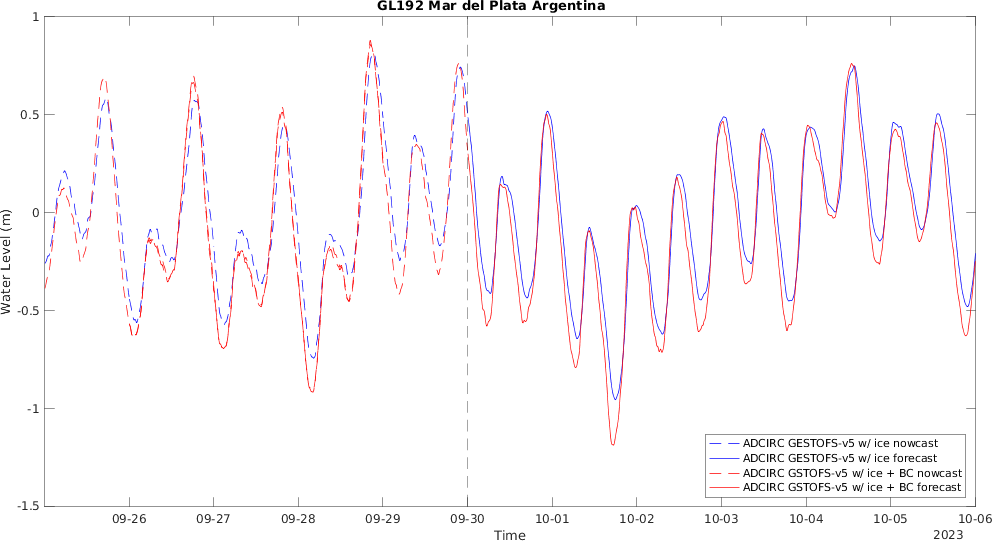 GL192 Mar del Plata Argentina
1
0.5
0
-0.5
-1
-1.5
Water Level (m)
09-26 09-27 09-28 09-29 09-30 10-01 10-02 10-03 10-04 10-05 10-06
Time
2023
ADCIRC GESTOFS-v5 w/ ice nowcast
ADCIRC GESTOFS-v5 w/ ice forecast
ADCIRC GSTOFS-v5 w/ ice + BC nowcast
ADCIRC GSTOFS-v5 w/ ice + BC forecast